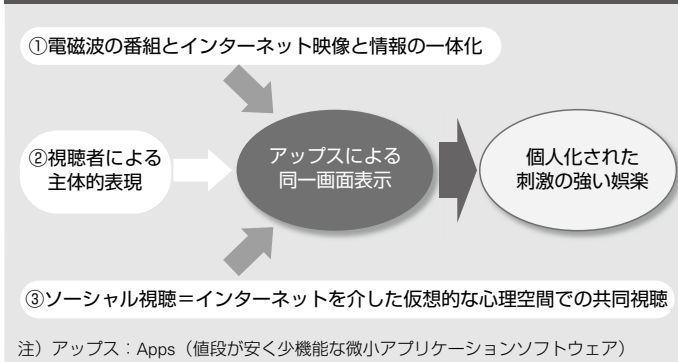 ①電磁波の番組とインターネット映像と情報の一体化
②視聴者による
主体的表現
アップスによる
同一画面表示
個人化された
刺激の強い娯楽
③ソーシャル視聴＝インターネットを介した仮想的な心理空間での共同視聴
注）アップス：Apps（値段が安く少機能な微小アプリケーションソフトウェア）